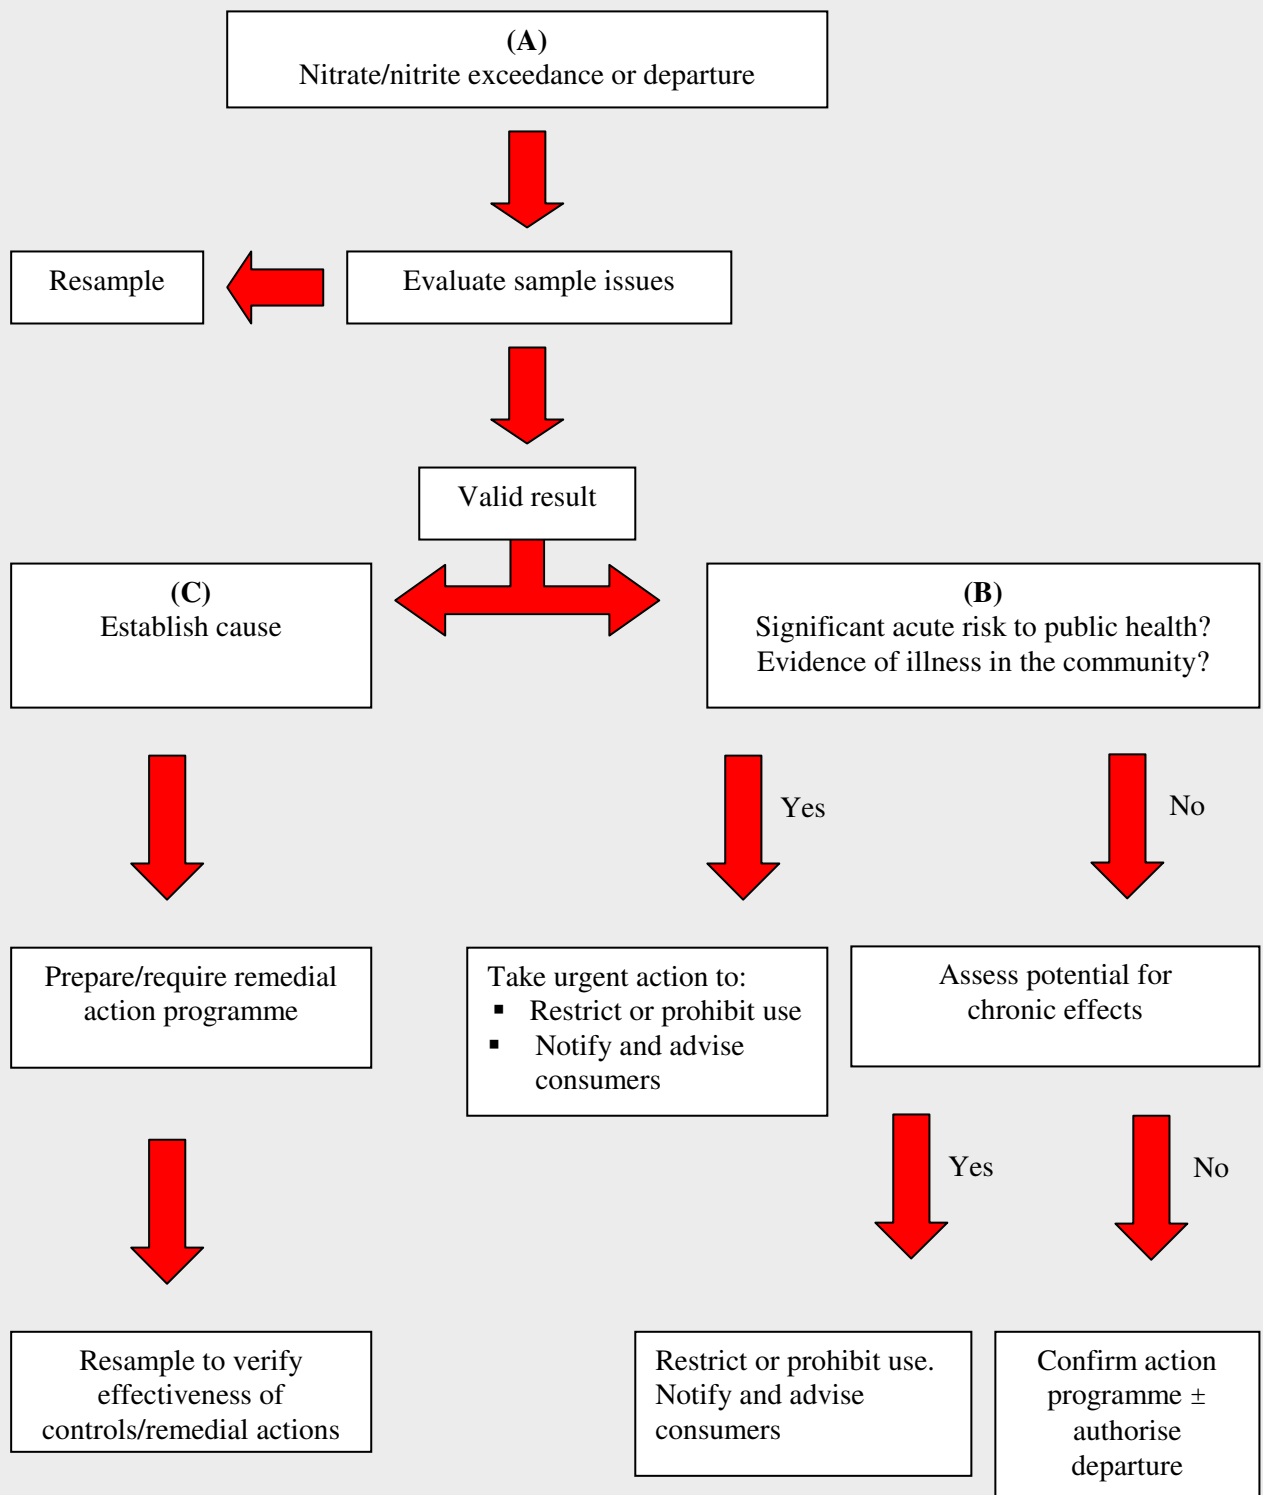 (A)
Nitrate/nitrite exceedance or departure
Resample
Evaluate sample issues
Valid result
(C)
Establish cause
(B)
Significant acute risk to public health?
Evidence of illness in the community?
Yes
No
Prepare/require remedial
action programme
Take urgent action to:
▪ Restrict or prohibit use
▪ Notify and advise
consumers
Assess potential for
chronic effects
Yes
No
Resample to verify
effectiveness of
controls/remedial actions
Restrict or prohibit use.
Notify and advise
consumers
Confirm action
programme ±
authorise
departure